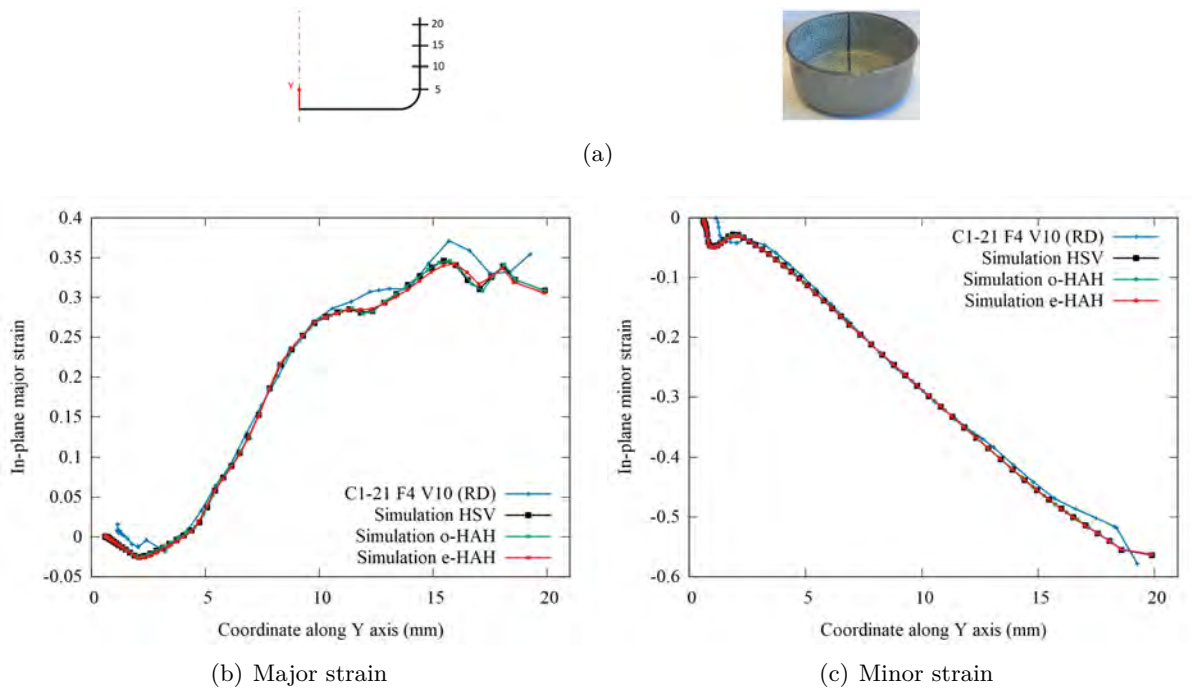 20
15
10
Y
5
(a)
0.4
0.35
0.3
0.25
0.2
0.15
0.1
0.05
0
-0.05
In-plane major strain
C1-21 F4 V10 (RD)
Simulation HSV
Simulation o-HAH
Simulation e-HAH
0 5 10 15 20
Coordinate along Y axis (mm)
(b) Major strain
0
-0.1
-0.2
-0.3
-0.4
-0.5
-0.6
In-plane minor strain
C1-21 F4 V10 (RD)
Simulation HSV
Simulation o-HAH
Simulation e-HAH
0 5 10 15 20
Coordinate along Y axis (mm)
(c) Minor strain